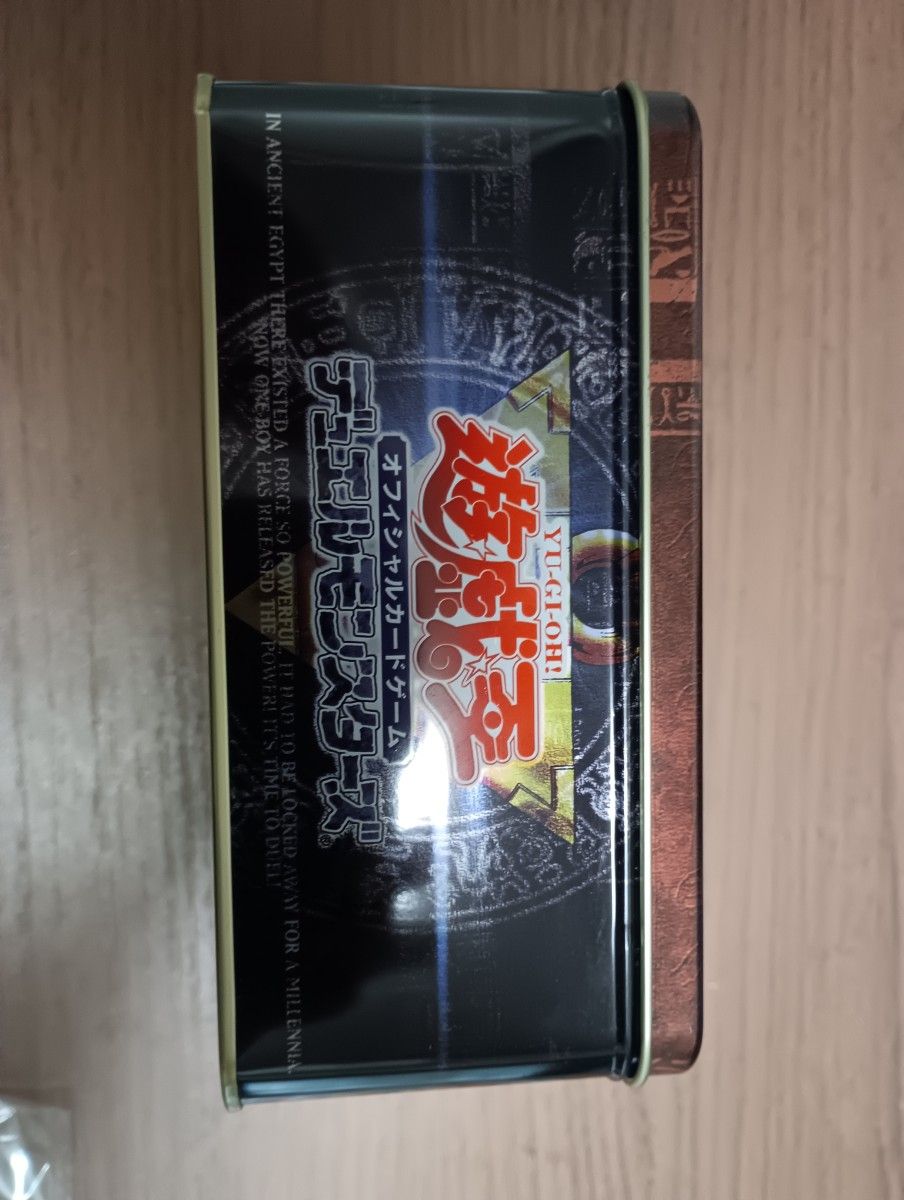 YU-GI-OH!
遊☆戯☆王
オフィシャルカードゲーム
デュエルモンスターズ®
IN ANCIENT EGYPT THERE EXISTED A FORCE SO POWERFUL IT HAD TO BE LOCKED AWAY FOR A MILLENNIA
NOW ONE BOY HAS RELEASED THE POWER! IT'S TIME TO DUEL!